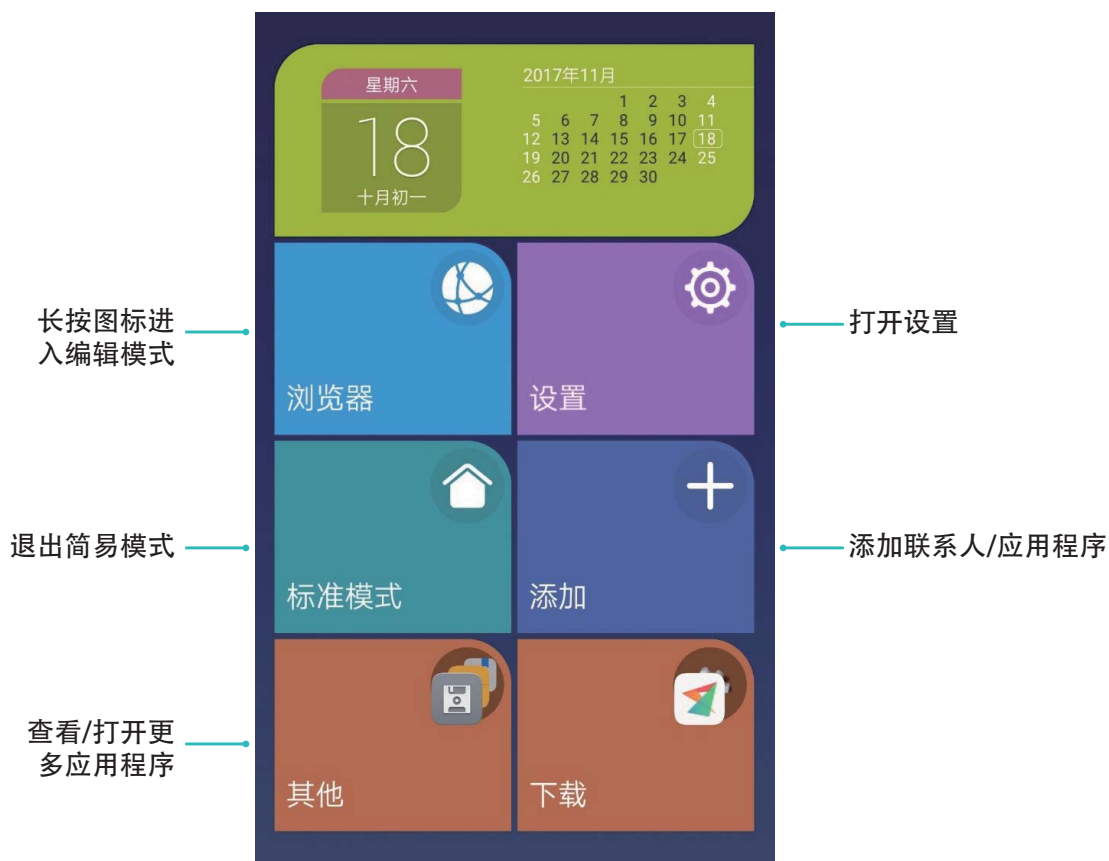 星期六
18
十月初一
2017年11月
1 2 3 4
5 6 7 8 9 10 11
12 13 14 15 16 17 18
19 20 21 22 23 24 25
26 27 28 29 30
长按图标进
入编辑模式
浏览器
设置
打开设置
退出简易模式
标准模式
添加
添加联系人/应用程序
查看/打开更
多应用程序
其他
下载